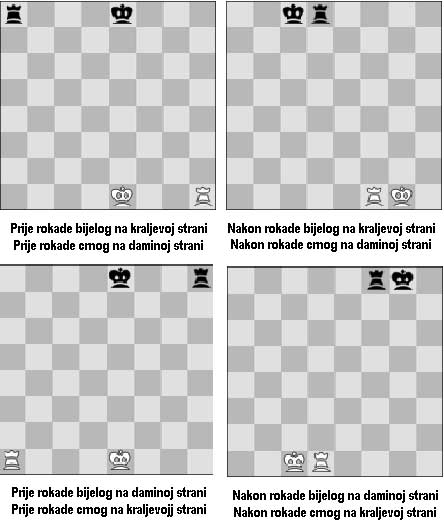 Prije rokade bijelog na kraljevoj strani
Prije rokade crnog na daminoj strani
Nakon rokade bijelog na kraljevoj strani
Nakon rokade crnog na daminoj strani
Prije rokade bijelog na daminoj strani
Prije rokade crnog na kraljevojj strani
Nakon rokade bijelog na daminoj strani
Nakon rokade crnog na kraljevoj strani